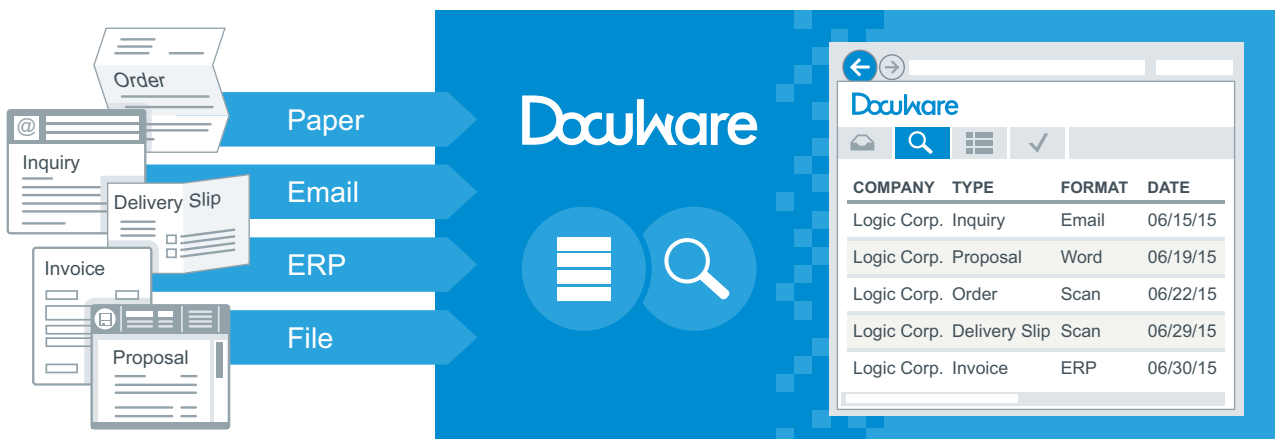 Order
@
Inquiry
Delivery Slip
Invoice
Proposal
Paper
Email
ERP
File
DocuWare
DocuWare
COMPANY TYPE FORMAT DATE
Logic Corp. Inquiry Email 06/15/15
Logic Corp. Proposal Word 06/19/15
Logic Corp. Order Scan 06/22/15
Logic Corp. Delivery Slip Scan 06/29/15
Logic Corp. Invoice ERP 06/30/15